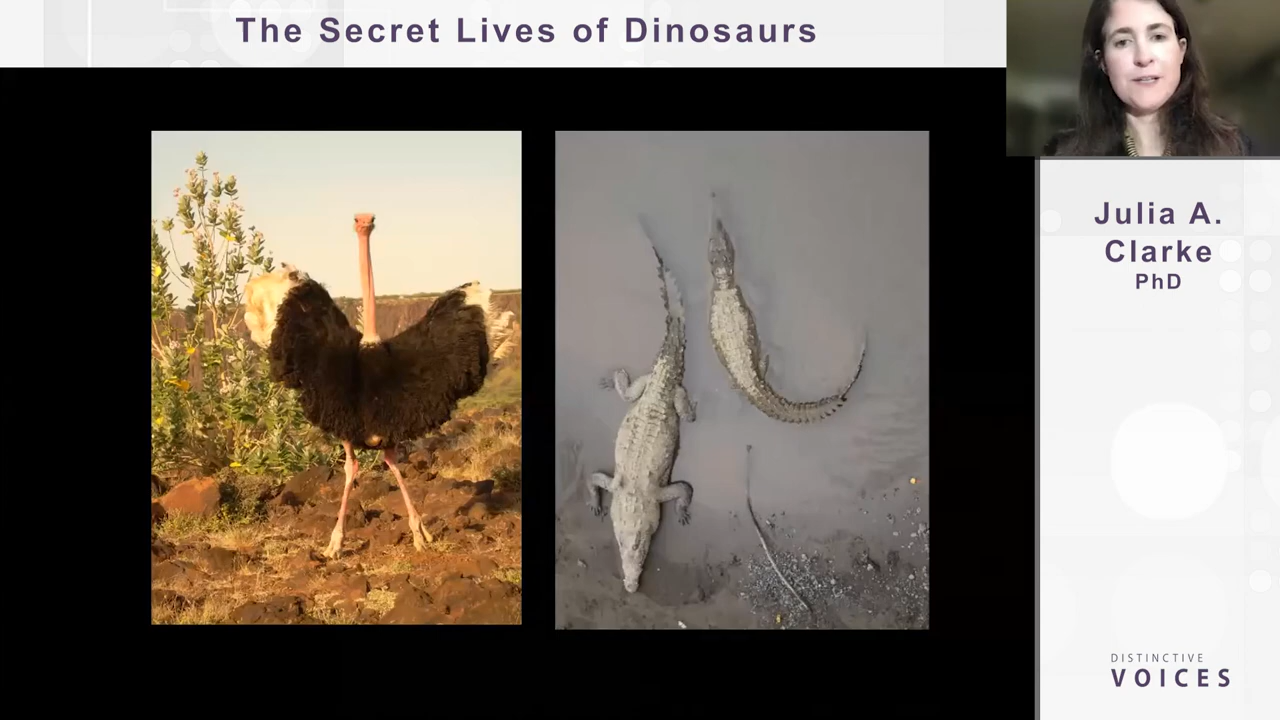 The Secret Lives of Dinosaurs
Julia A.
Clarke
PhD
DISTINCTIVE
VOICES